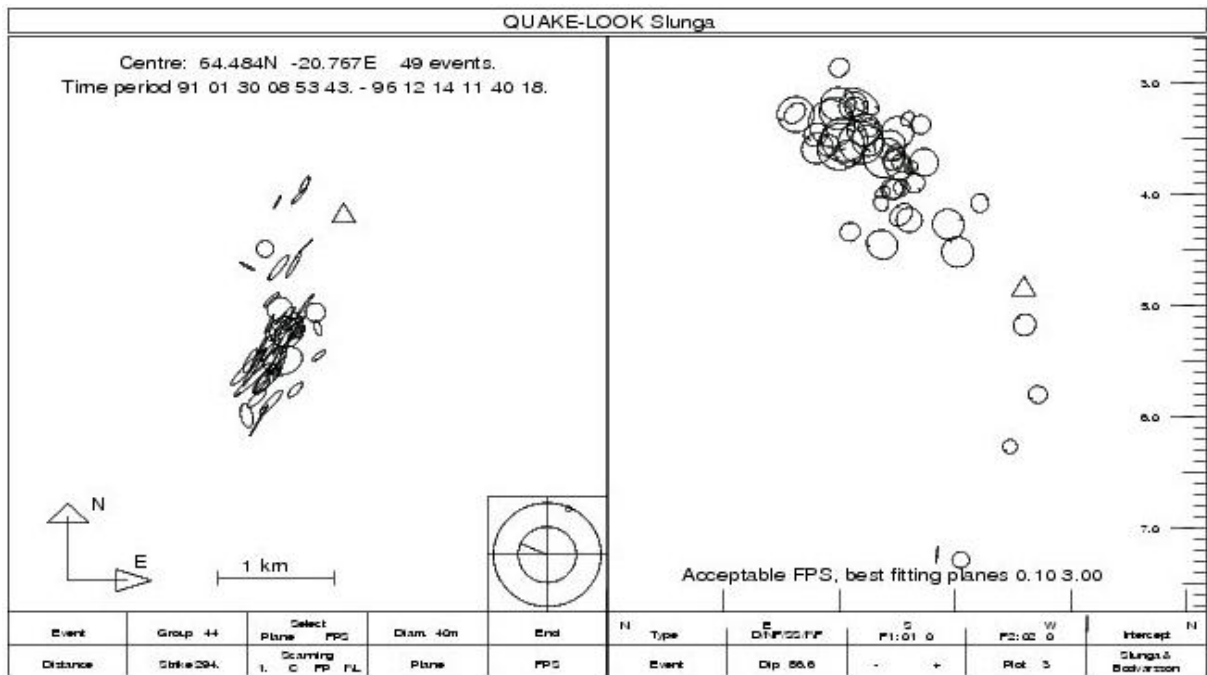 QUAKE-LOOK Slunga
Centre: 64.484N -20.767E 49 events.
Time period 91 01 30 08 53 43. - 96 12 14 11 40 18.
N
E
1 km
3.0
4.0
5.0
6.0
7.0
Acceptable FPS, best fitting planes 0.10 3.00
N E S W N
Event Group 44 Select Plane FPS Diam. 40m End
Type D/NF/SS/RF P1: 01 0 P2: 02 0 Intercept
Distance Strike 294. Scanning 1. C FP FL Plane FPS
Event Dip 86.6 - + Plot 3 Slunga & Bodvarsson